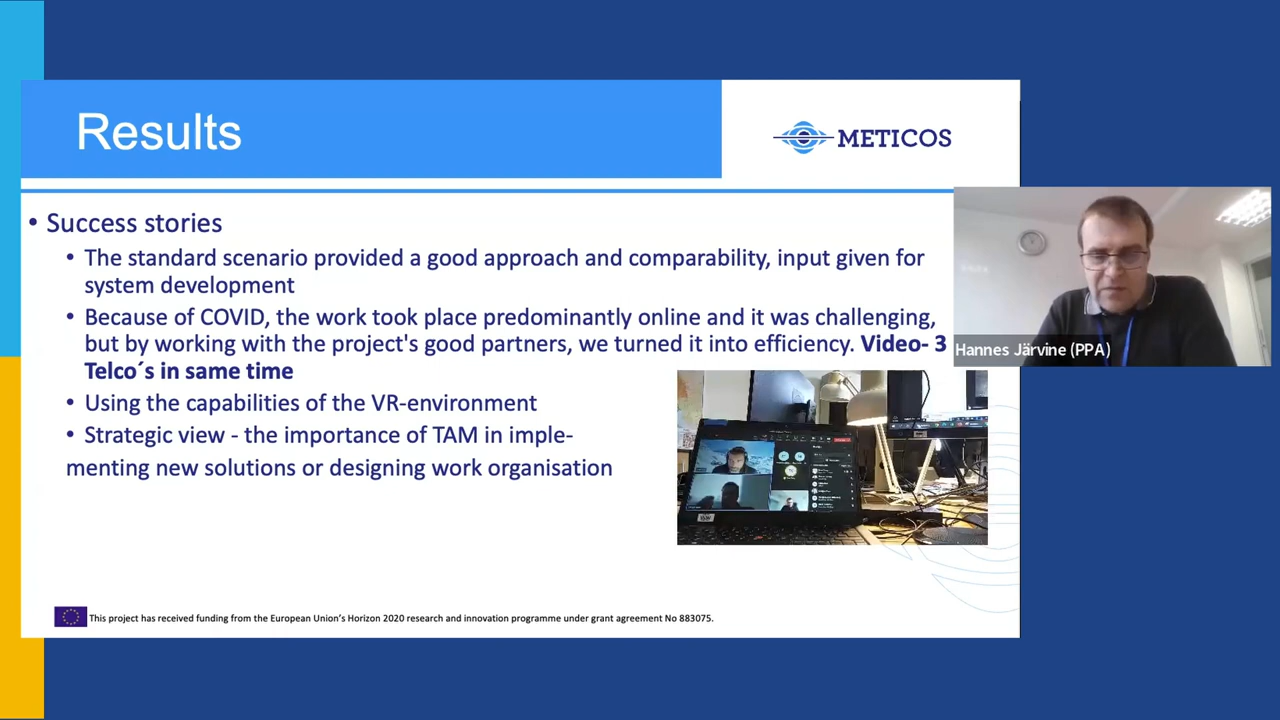 Results
METICOS
• Success stories
• The standard scenario provided a good approach and comparability, input given for
system development
• Because of COVID, the work took place predominantly online and it was challenging,
but by working with the project's good partners, we turned it into efficiency. Video- 3
Telco´s in same time
Hannes Järvine (PPA)
• Using the capabilities of the VR-environment
• Strategic view - the importance of TAM in imple-
menting new solutions or designing work organisation
This project has received funding from the European Union’s Horizon 2020 research and innovation programme under grant agreement No 883075.